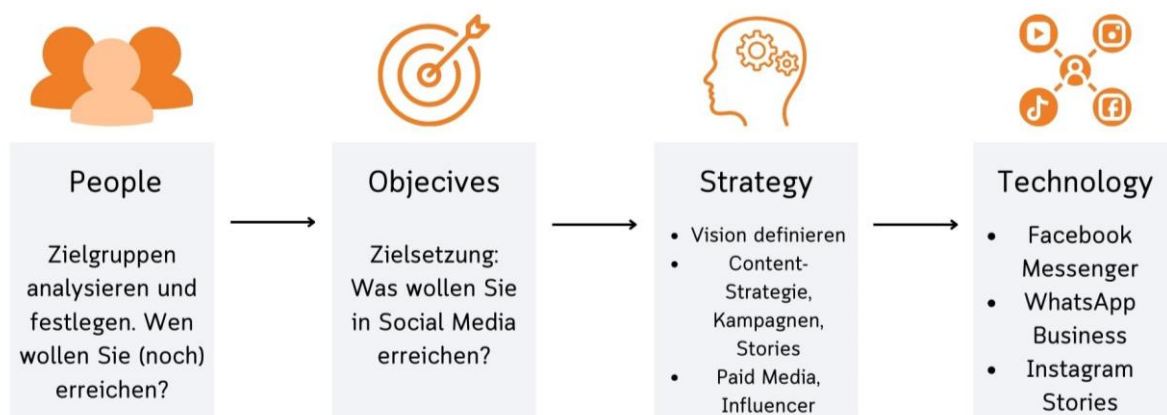 People
Zielgruppen
analysieren und
festlegen. Wen
wollen Sie (noch)
erreichen?
Objecives
Zielsetzung:
Was wollen Sie
in Social Media
erreichen?
Strategy
• Vision definieren
• Content-
Strategie,
Kampagnen,
Stories
• Paid Media,
Influencer
Technology
• Facebook
Messenger
• WhatsApp
Business
• Instagram
Stories